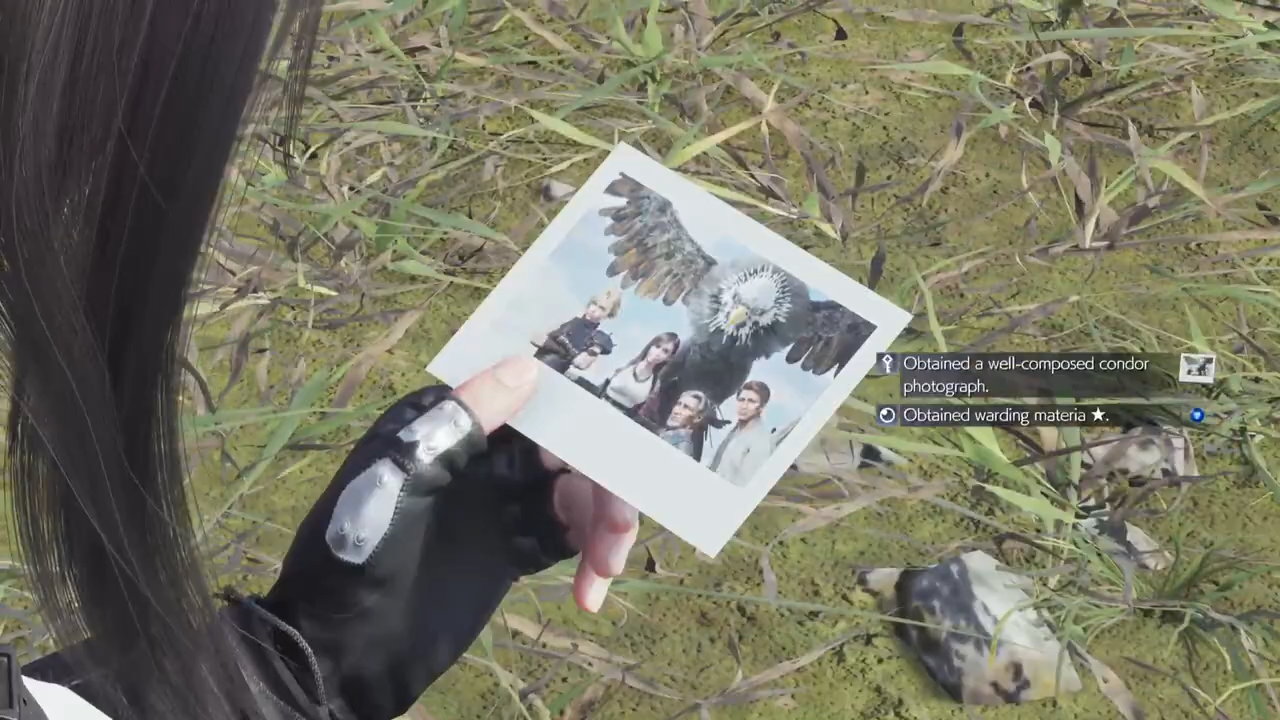 Obtained a well-composed condor
photograph.
Obtained warding materia ★.